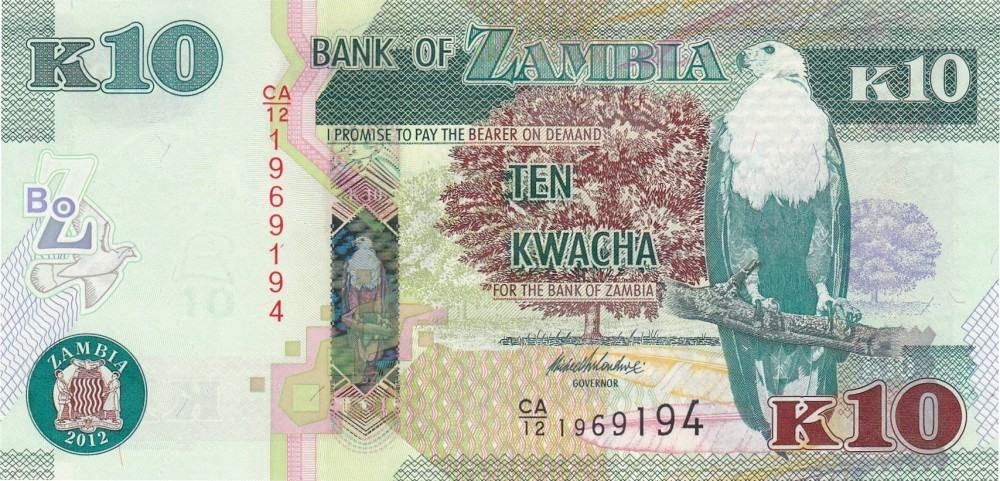 K10
BANK OF ZAMBIA
K10
CA/12
1969194
I PROMISE TO PAY THE BEARER ON DEMAND
TEN
KWACHA
FOR THE BANK OF ZAMBIA
BoZ
GOVERNOR
CA/12 1969194
ZAMBIA
2012
K10